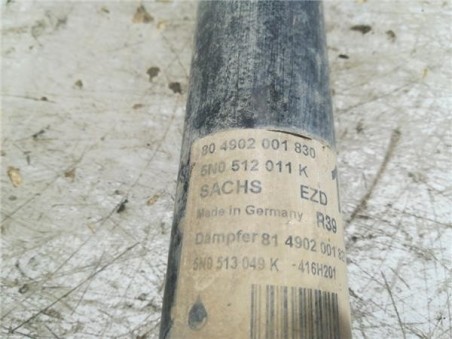 80 4902 001 830
5N0 512 011 K
SACHS EZD
Made in Germany R39
Dämpfer 81 4902 001 83
5N0 513 049 K -416H201